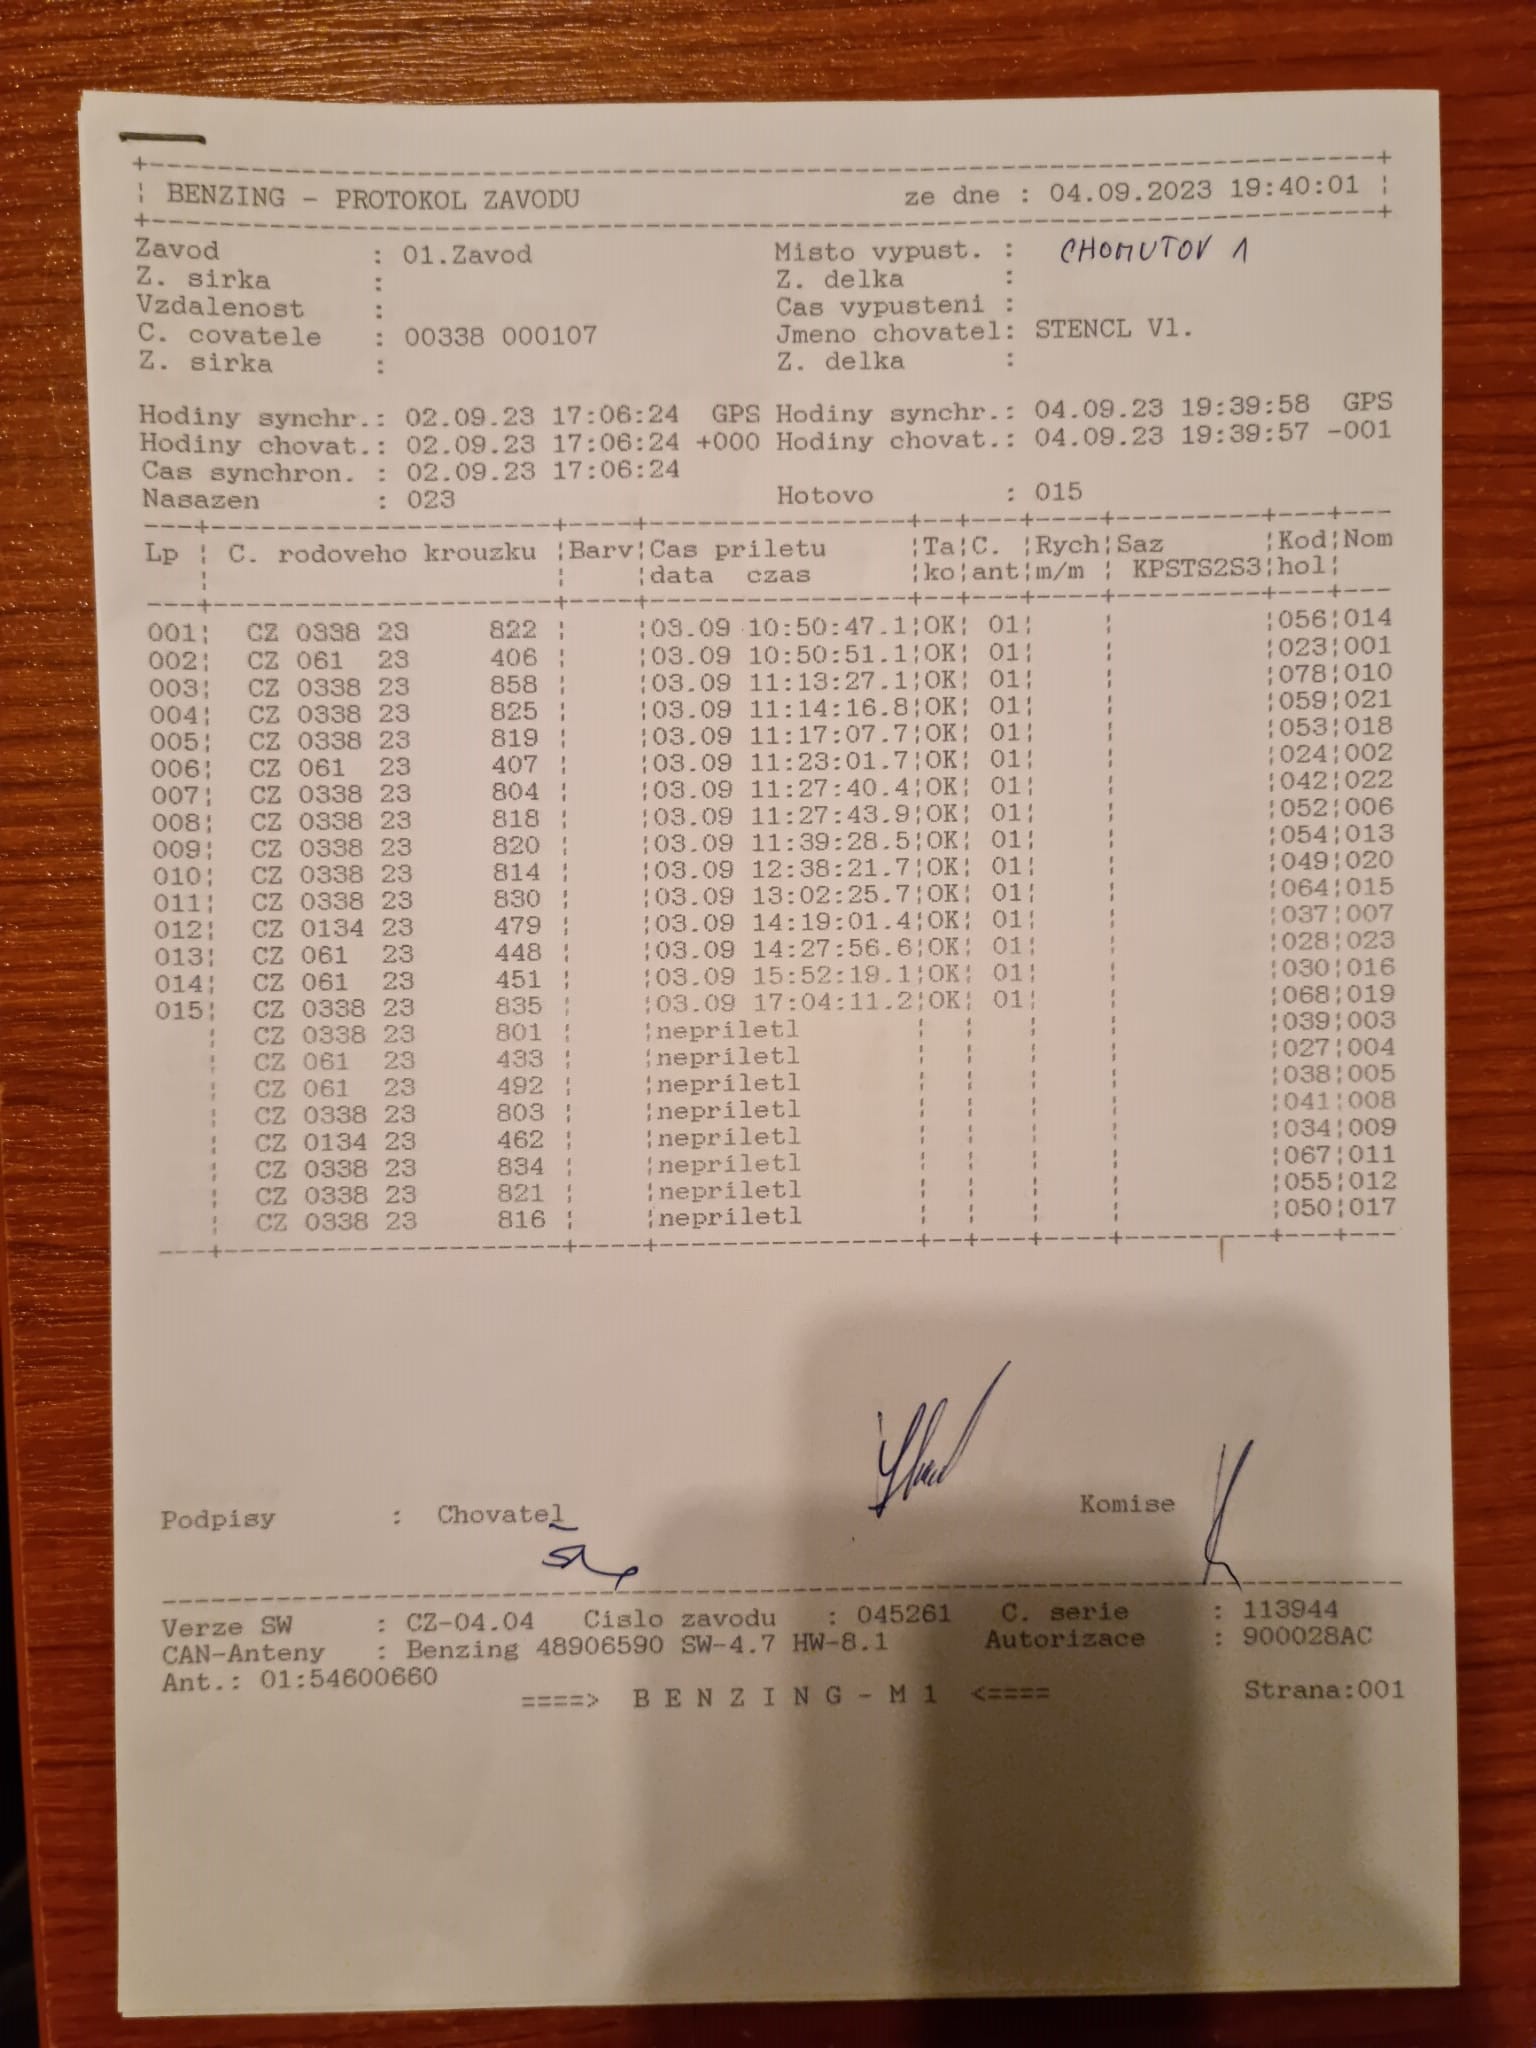 BENZING - PROTOKOL ZAVODU ze dne : 04.09.2023 19:40:01
Zavod : 01.Zavod Misto vypust. : CHOMUTOV 1
Z. sirka : Z. delka :
Vzdalenost : Cas vypusteni :
C. covatele : 00338 000107 Jmeno chovatel: STENCL Vl.
Z. sirka : Z. delka :
Hodiny synchr.: 02.09.23 17:06:24 GPS Hodiny synchr.: 04.09.23 19:39:58 GPS
Hodiny chovat.: 02.09.23 17:06:24 +000 Hodiny chovat.: 04.09.23 19:39:57 -001
Cas synchron. : 02.09.23 17:06:24
Nasazen : 023 Hotovo : 015
Lp ¦ C. rodoveho krouzku ¦Barv¦Cas priletu ¦Ta¦C. ¦Rych¦Saz ¦Kod¦Nom
¦ ¦ ¦data czas ¦ko¦ant¦m/m ¦ KPSTS2S3¦hol¦
001¦ CZ 0338 23 822 ¦ ¦03.09 10:50:47.1¦OK¦ 01¦ ¦ ¦056¦014
002¦ CZ 061 23 406 ¦ ¦03.09 10:50:51.1¦OK¦ 01¦ ¦ ¦023¦001
003¦ CZ 0338 23 858 ¦ ¦03.09 11:13:27.1¦OK¦ 01¦ ¦ ¦078¦010
004¦ CZ 0338 23 825 ¦ ¦03.09 11:14:16.8¦OK¦ 01¦ ¦ ¦059¦021
005¦ CZ 0338 23 819 ¦ ¦03.09 11:17:07.7¦OK¦ 01¦ ¦ ¦053¦018
006¦ CZ 061 23 407 ¦ ¦03.09 11:23:01.7¦OK¦ 01¦ ¦ ¦024¦002
007¦ CZ 0338 23 804 ¦ ¦03.09 11:27:40.4¦OK¦ 01¦ ¦ ¦042¦022
008¦ CZ 0338 23 818 ¦ ¦03.09 11:27:43.9¦OK¦ 01¦ ¦ ¦052¦006
009¦ CZ 0338 23 820 ¦ ¦03.09 11:39:28.5¦OK¦ 01¦ ¦ ¦054¦013
010¦ CZ 0338 23 814 ¦ ¦03.09 12:38:21.7¦OK¦ 01¦ ¦ ¦049¦020
011¦ CZ 0338 23 830 ¦ ¦03.09 13:02:25.7¦OK¦ 01¦ ¦ ¦064¦015
012¦ CZ 0134 23 479 ¦ ¦03.09 14:19:01.4¦OK¦ 01¦ ¦ ¦037¦007
013¦ CZ 061 23 448 ¦ ¦03.09 14:27:56.6¦OK¦ 01¦ ¦ ¦028¦023
014¦ CZ 061 23 451 ¦ ¦03.09 15:52:19.1¦OK¦ 01¦ ¦ ¦030¦016
015¦ CZ 0338 23 835 ¦ ¦03.09 17:04:11.2¦OK¦ 01¦ ¦ ¦068¦019
¦ CZ 0338 23 801 ¦ ¦nepriletl ¦ ¦ ¦ ¦ ¦039¦003
¦ CZ 061 23 433 ¦ ¦nepriletl ¦ ¦ ¦ ¦ ¦027¦004
¦ CZ 061 23 492 ¦ ¦nepriletl ¦ ¦ ¦ ¦ ¦038¦005
¦ CZ 0338 23 803 ¦ ¦nepriletl ¦ ¦ ¦ ¦ ¦041¦008
¦ CZ 0134 23 462 ¦ ¦nepriletl ¦ ¦ ¦ ¦ ¦034¦009
¦ CZ 0338 23 834 ¦ ¦nepriletl ¦ ¦ ¦ ¦ ¦067¦011
¦ CZ 0338 23 821 ¦ ¦nepriletl ¦ ¦ ¦ ¦ ¦055¦012
¦ CZ 0338 23 816 ¦ ¦nepriletl ¦ ¦ ¦ ¦ ¦050¦017
Podpisy : Chovatel Komise
Verze SW : CZ-04.04 Cislo zavodu : 045261 C. serie : 113944
CAN-Anteny : Benzing 48906590 SW-4.7 HW-8.1 Autorizace : 900028AC
Ant.: 01:54600660
====> B E N Z I N G - M 1 <==== Strana:001